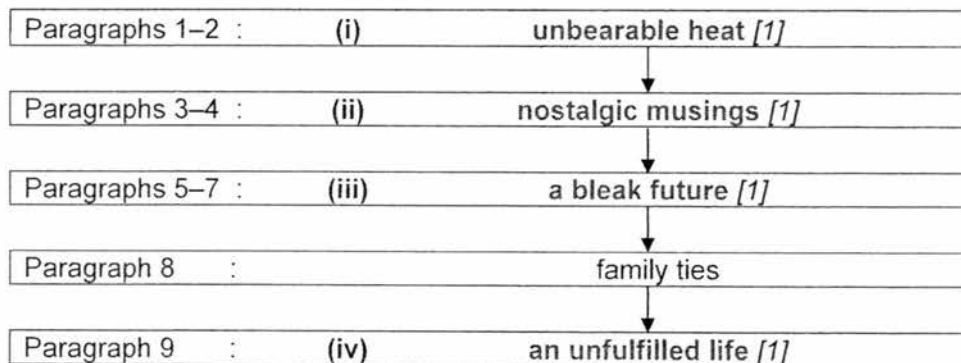 Paragraphs 1–2 : (i) unbearable heat [1]
Paragraphs 3–4 : (ii) nostalgic musings [1]
Paragraphs 5–7 : (iii) a bleak future [1]
Paragraph 8 : family ties
Paragraph 9 : (iv) an unfulfilled life [1]